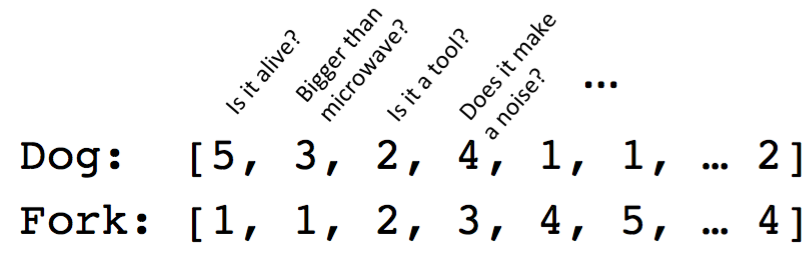 Is it alive?
Bigger than
microwave?
Is it a tool?
Does it make
a noise?
...
Dog: [5, 3, 2, 4, 1, 1, … 2]
Fork: [1, 1, 2, 3, 4, 5, … 4]